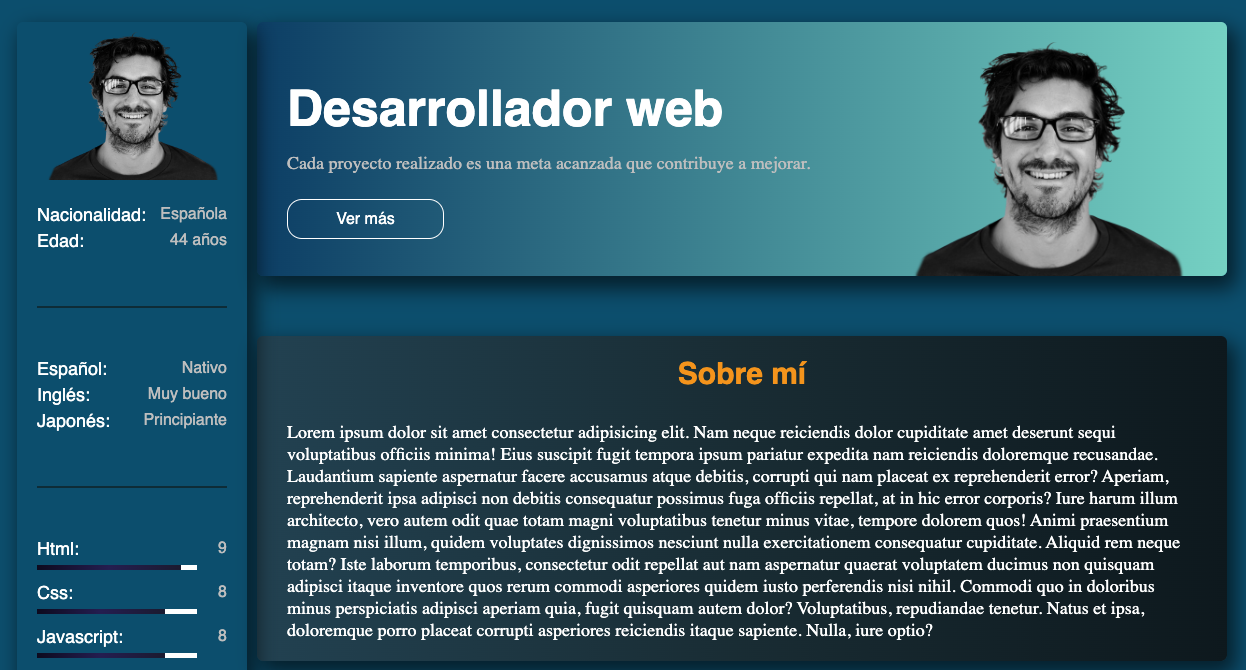 Nacionalidad: Española
Edad: 44 años
Español: Nativo
Inglés: Muy bueno
Japonés: Principiante
Html: 9
Css: 8
Javascript: 8
Desarrollador web
Cada proyecto realizado es una meta acanzada que contribuye a mejorar.
Ver más
Sobre mí
Lorem ipsum dolor sit amet consectetur adipisicing elit. Nam neque reiciendis dolor cupiditate amet deserunt sequi
voluptatibus officiis minima! Eius suscipit fugit tempora ipsum pariatur expedita nam reiciendis doloremque recusandae.
Laudantium sapiente aspernatur facere accusamus atque debitis, corrupti qui nam placeat ex reprehenderit error? Aperiam,
reprehenderit ipsa adipisci non debitis consequatur possimus fuga officiis repellat, at in hic error corporis? Iure harum illum
architecto, vero autem odit quae totam magni voluptatibus tenetur minus vitae, tempore dolorem quos! Animi praesentium
magnam nisi illum, quidem voluptates dignissimos nesciunt nulla exercitationem consequatur cupiditate. Aliquid rem neque
totam? Iste laborum temporibus, consectetur odit repellat aut nam aspernatur quaerat voluptatem ducimus non quisquam
adipisci itaque inventore quos rerum commodi asperiores quidem iusto perferendis nisi nihil. Commodi quo in doloribus
minus perspiciatis adipisci aperiam quia, fugit quisquam autem dolor? Voluptatibus, repudiandae tenetur. Natus et ipsa,
doloremque porro placeat corrupti asperiores reiciendis itaque sapiente. Nulla, iure optio?